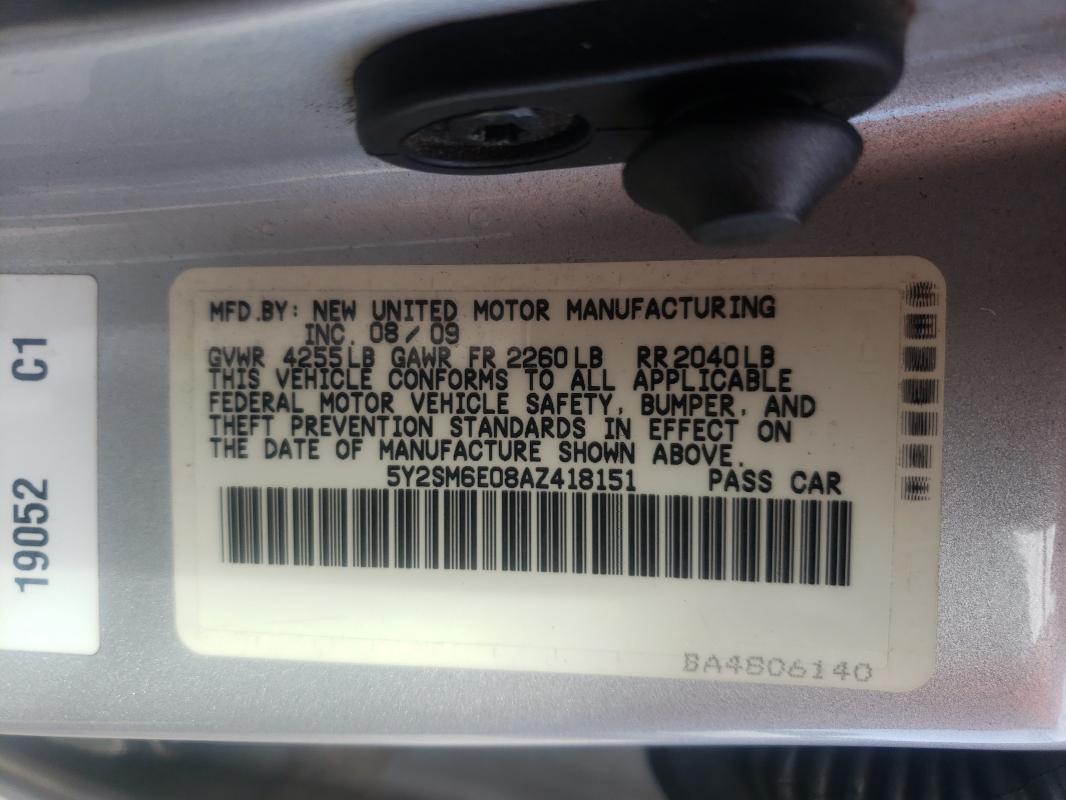 MFD.BY: NEW UNITED MOTOR MANUFACTURING
INC. 08/09
GVWR 4255LB GAWR FR 2260LB RR 2040LB
THIS VEHICLE CONFORMS TO ALL APPLICABLE
FEDERAL MOTOR VEHICLE SAFETY, BUMPER, AND
THEFT PREVENTION STANDARDS IN EFFECT ON
THE DATE OF MANUFACTURE SHOWN ABOVE.
5Y2SM6E08AZ418151 PASS CAR
BA4806140
19052 C1